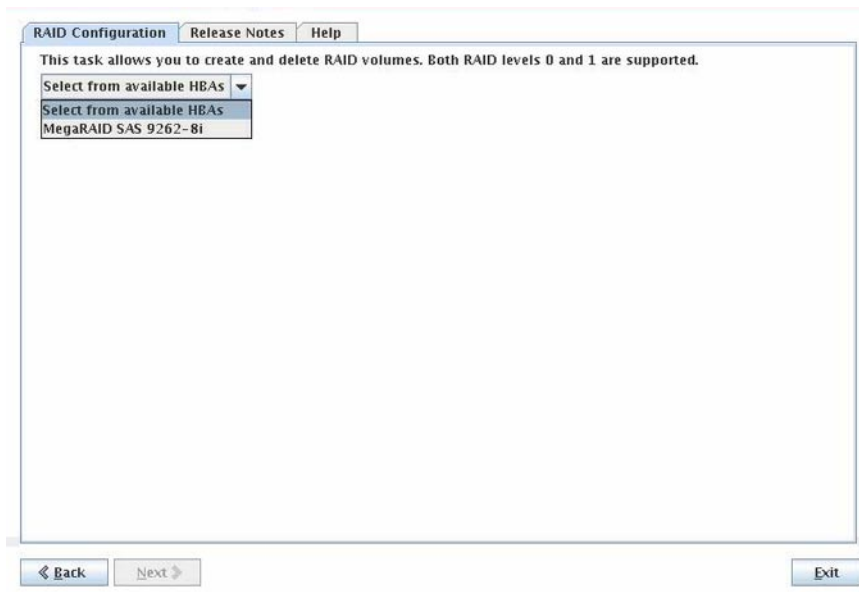 RAID Configuration
Release Notes
Help
This task allows you to create and delete RAID volumes. Both RAID levels 0 and 1 are supported.
Select from available HBAs
Select from available HBAs
MegaRAID SAS 9262-8i
Back
Next
Exit